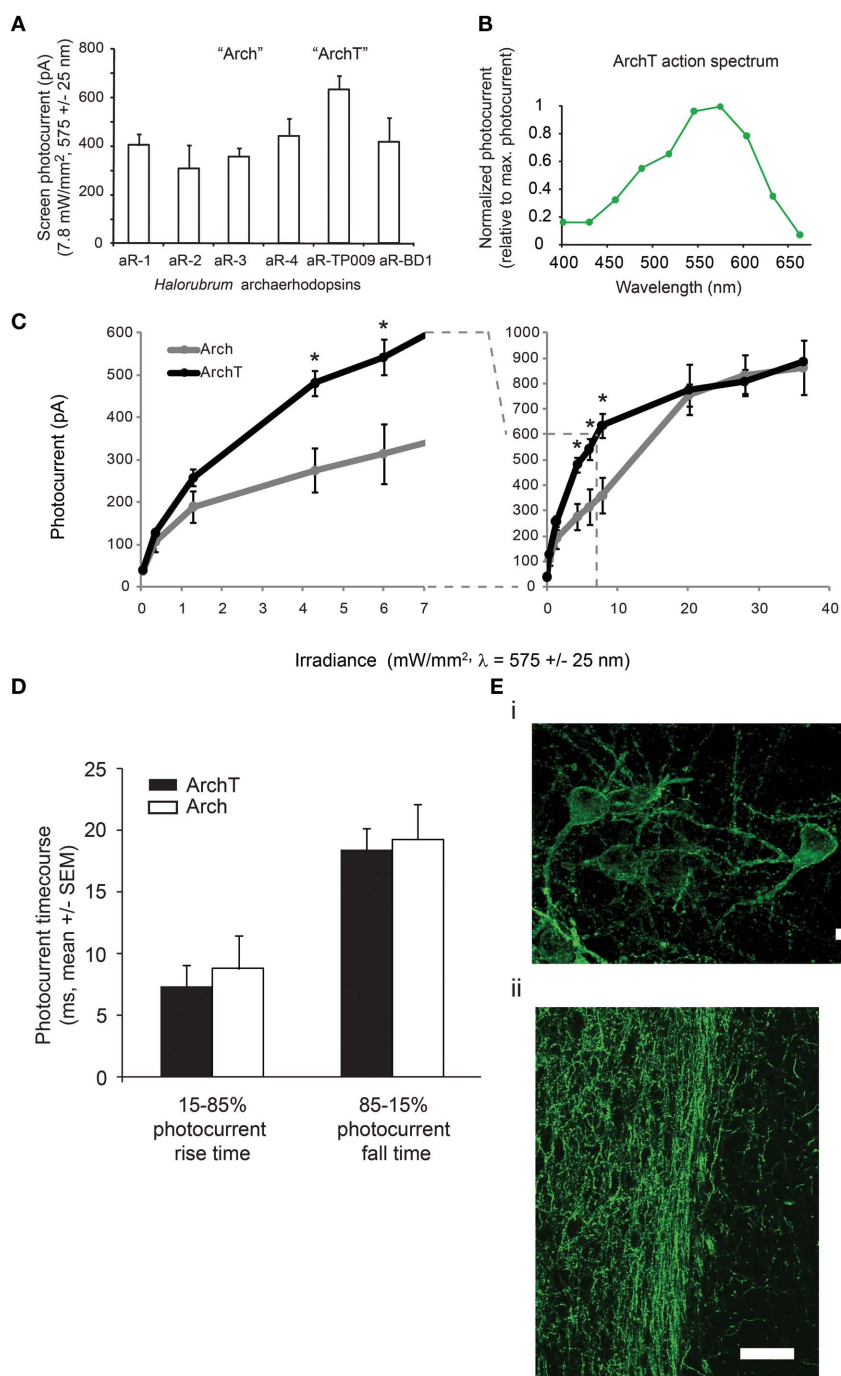 A
"Arch"
"ArchT"
Screen photocurrent (pA)
(7.8 mW/mm², 575 +/- 25 nm)
800
600
400
200
0
aR-1 aR-2 aR-3 aR-4 aR-TP009 aR-BD1
Halorubrum archaerhodopsins
B
ArchT action spectrum
Normalized photocurrent
(relative to max. photocurrent)
1
0.8
0.6
0.4
0.2
0
400 450 500 550 600 650
Wavelength (nm)
C
Photocurrent (pA)
600
500
400
300
200
100
0
Arch
ArchT
*
*
0 1 2 3 4 5 6 7
1000
900
800
700
600
500
400
300
200
100
0
*
*
*
0 10 20 30 40
Irradiance (mW/mm², λ = 575 +/- 25 nm)
D
Photocurrent timecourse
(ms, mean +/- SEM)
25
20
15
10
5
0
ArchT
Arch
15-85%
photocurrent
rise time
85-15%
photocurrent
fall time
E
i
ii